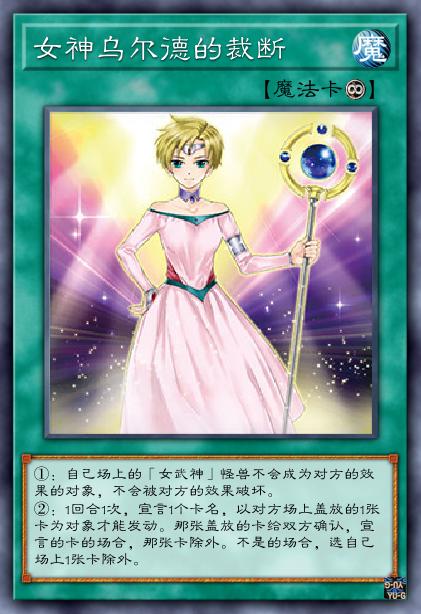 女神乌尔德的裁断
魔
【魔法卡】
①：自己场上的「女武神」怪兽不会成为对方的效
果的对象，不会被对方的效果破坏。
②：1回合1次，宣言1个卡名，以对方场上盖放的1张
卡为对象才能发动。那张盖放的卡给双方确认，宣
言的卡的场合，那张卡除外。不是的场合，选自己
场上1张卡除外。